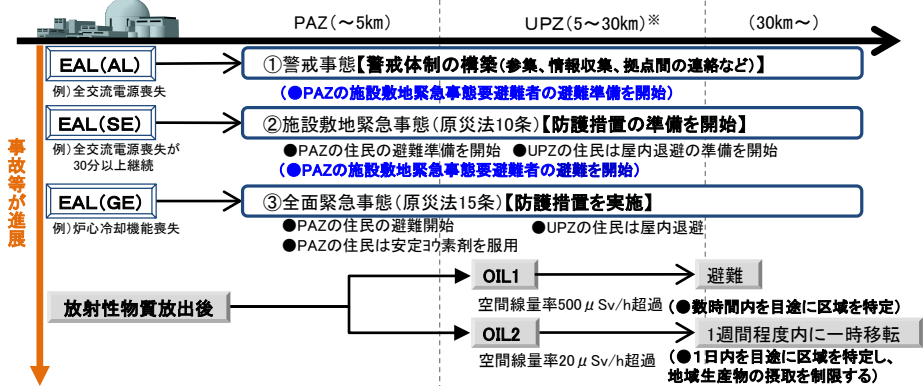 PAZ(～5km)
UPZ(5～30km)※
(30km～)
EAL(AL)
①警戒事態【警戒体制の構築(参集、情報収集、拠点間の連絡など)】
例)全交流電源喪失
(●PAZの施設敷地緊急事態要避難者の避難準備を開始)
EAL(SE)
②施設敷地緊急事態(原災法10条)【防護措置の準備を開始】
例)全交流電源喪失が
30分以上継続
●PAZの住民の避難準備を開始 ●UPZの住民は屋内退避の準備を開始
(●PAZの施設敷地緊急事態要避難者の避難を開始)
事故等が進展
EAL(GE)
③全面緊急事態(原災法15条)【防護措置を実施】
例)炉心冷却機能喪失
●PAZの住民の避難開始 ●UPZの住民は屋内退避
●PAZの住民は安定ﾖｳ素剤を服用
放射性物質放出後
OIL1
避難
空間線量率500μSv/h超過
(●数時間内を目途に区域を特定)
OIL2
1週間程度内に一時移転
空間線量率20μSv/h超過
(●1日内を目途に区域を特定し、
地域生産物の摂取を制限する)